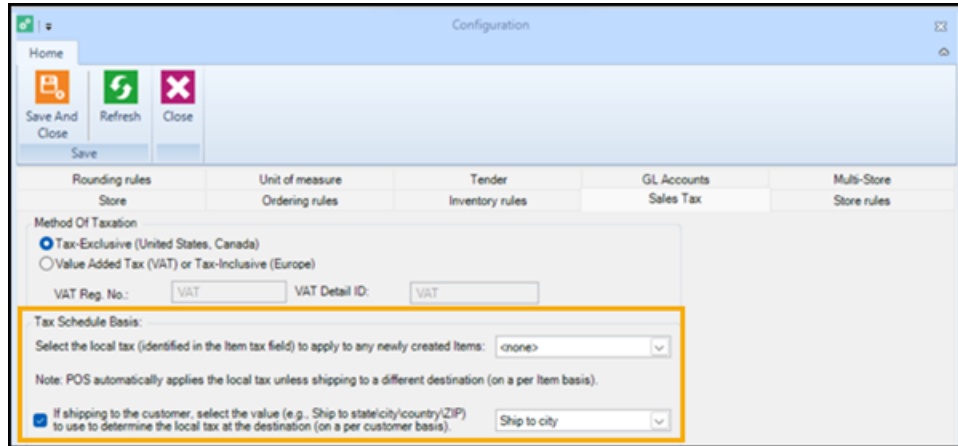 Configuration
Home
Save And Close
Refresh
Close
Save
Rounding rules
Unit of measure
Tender
GL Accounts
Multi-Store
Store
Ordering rules
Inventory rules
Sales Tax
Store rules
Method Of Taxation
Tax-Exclusive (United States, Canada)
Value Added Tax (VAT) or Tax-Inclusive (Europe)
VAT Reg. No.: VAT VAT Detail ID: VAT
Tax Schedule Basis:
Select the local tax (identified in the Item tax field) to apply to any newly created Items: <none>
Note: POS automatically applies the local tax unless shipping to a different destination (on a per Item basis).
If shipping to the customer, select the value (e.g., Ship to state\city\country\ZIP)
to use to determine the local tax at the destination (on a per customer basis).
Ship to city